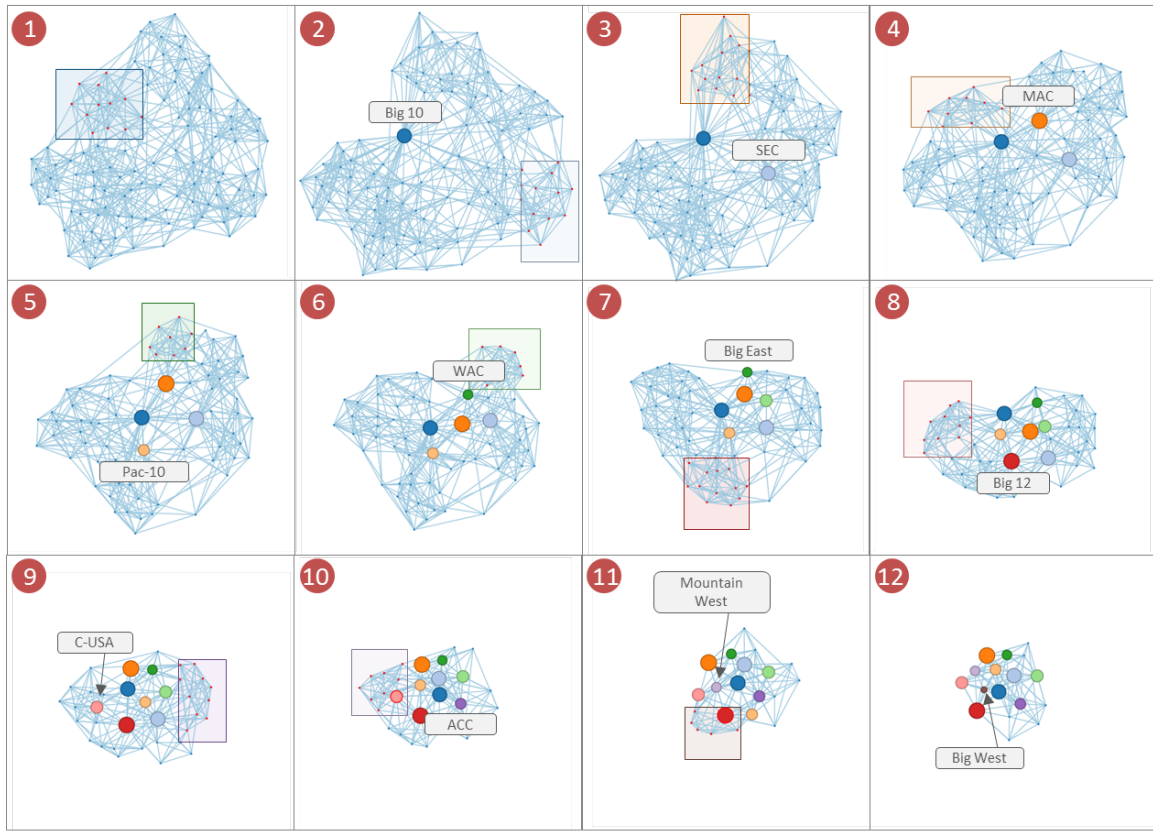 1
2
Big 10
3
SEC
4
MAC
5
Pac-10
6
WAC
7
Big East
8
Big 12
9
C-USA
10
ACC
11
Mountain
West
12
Big West